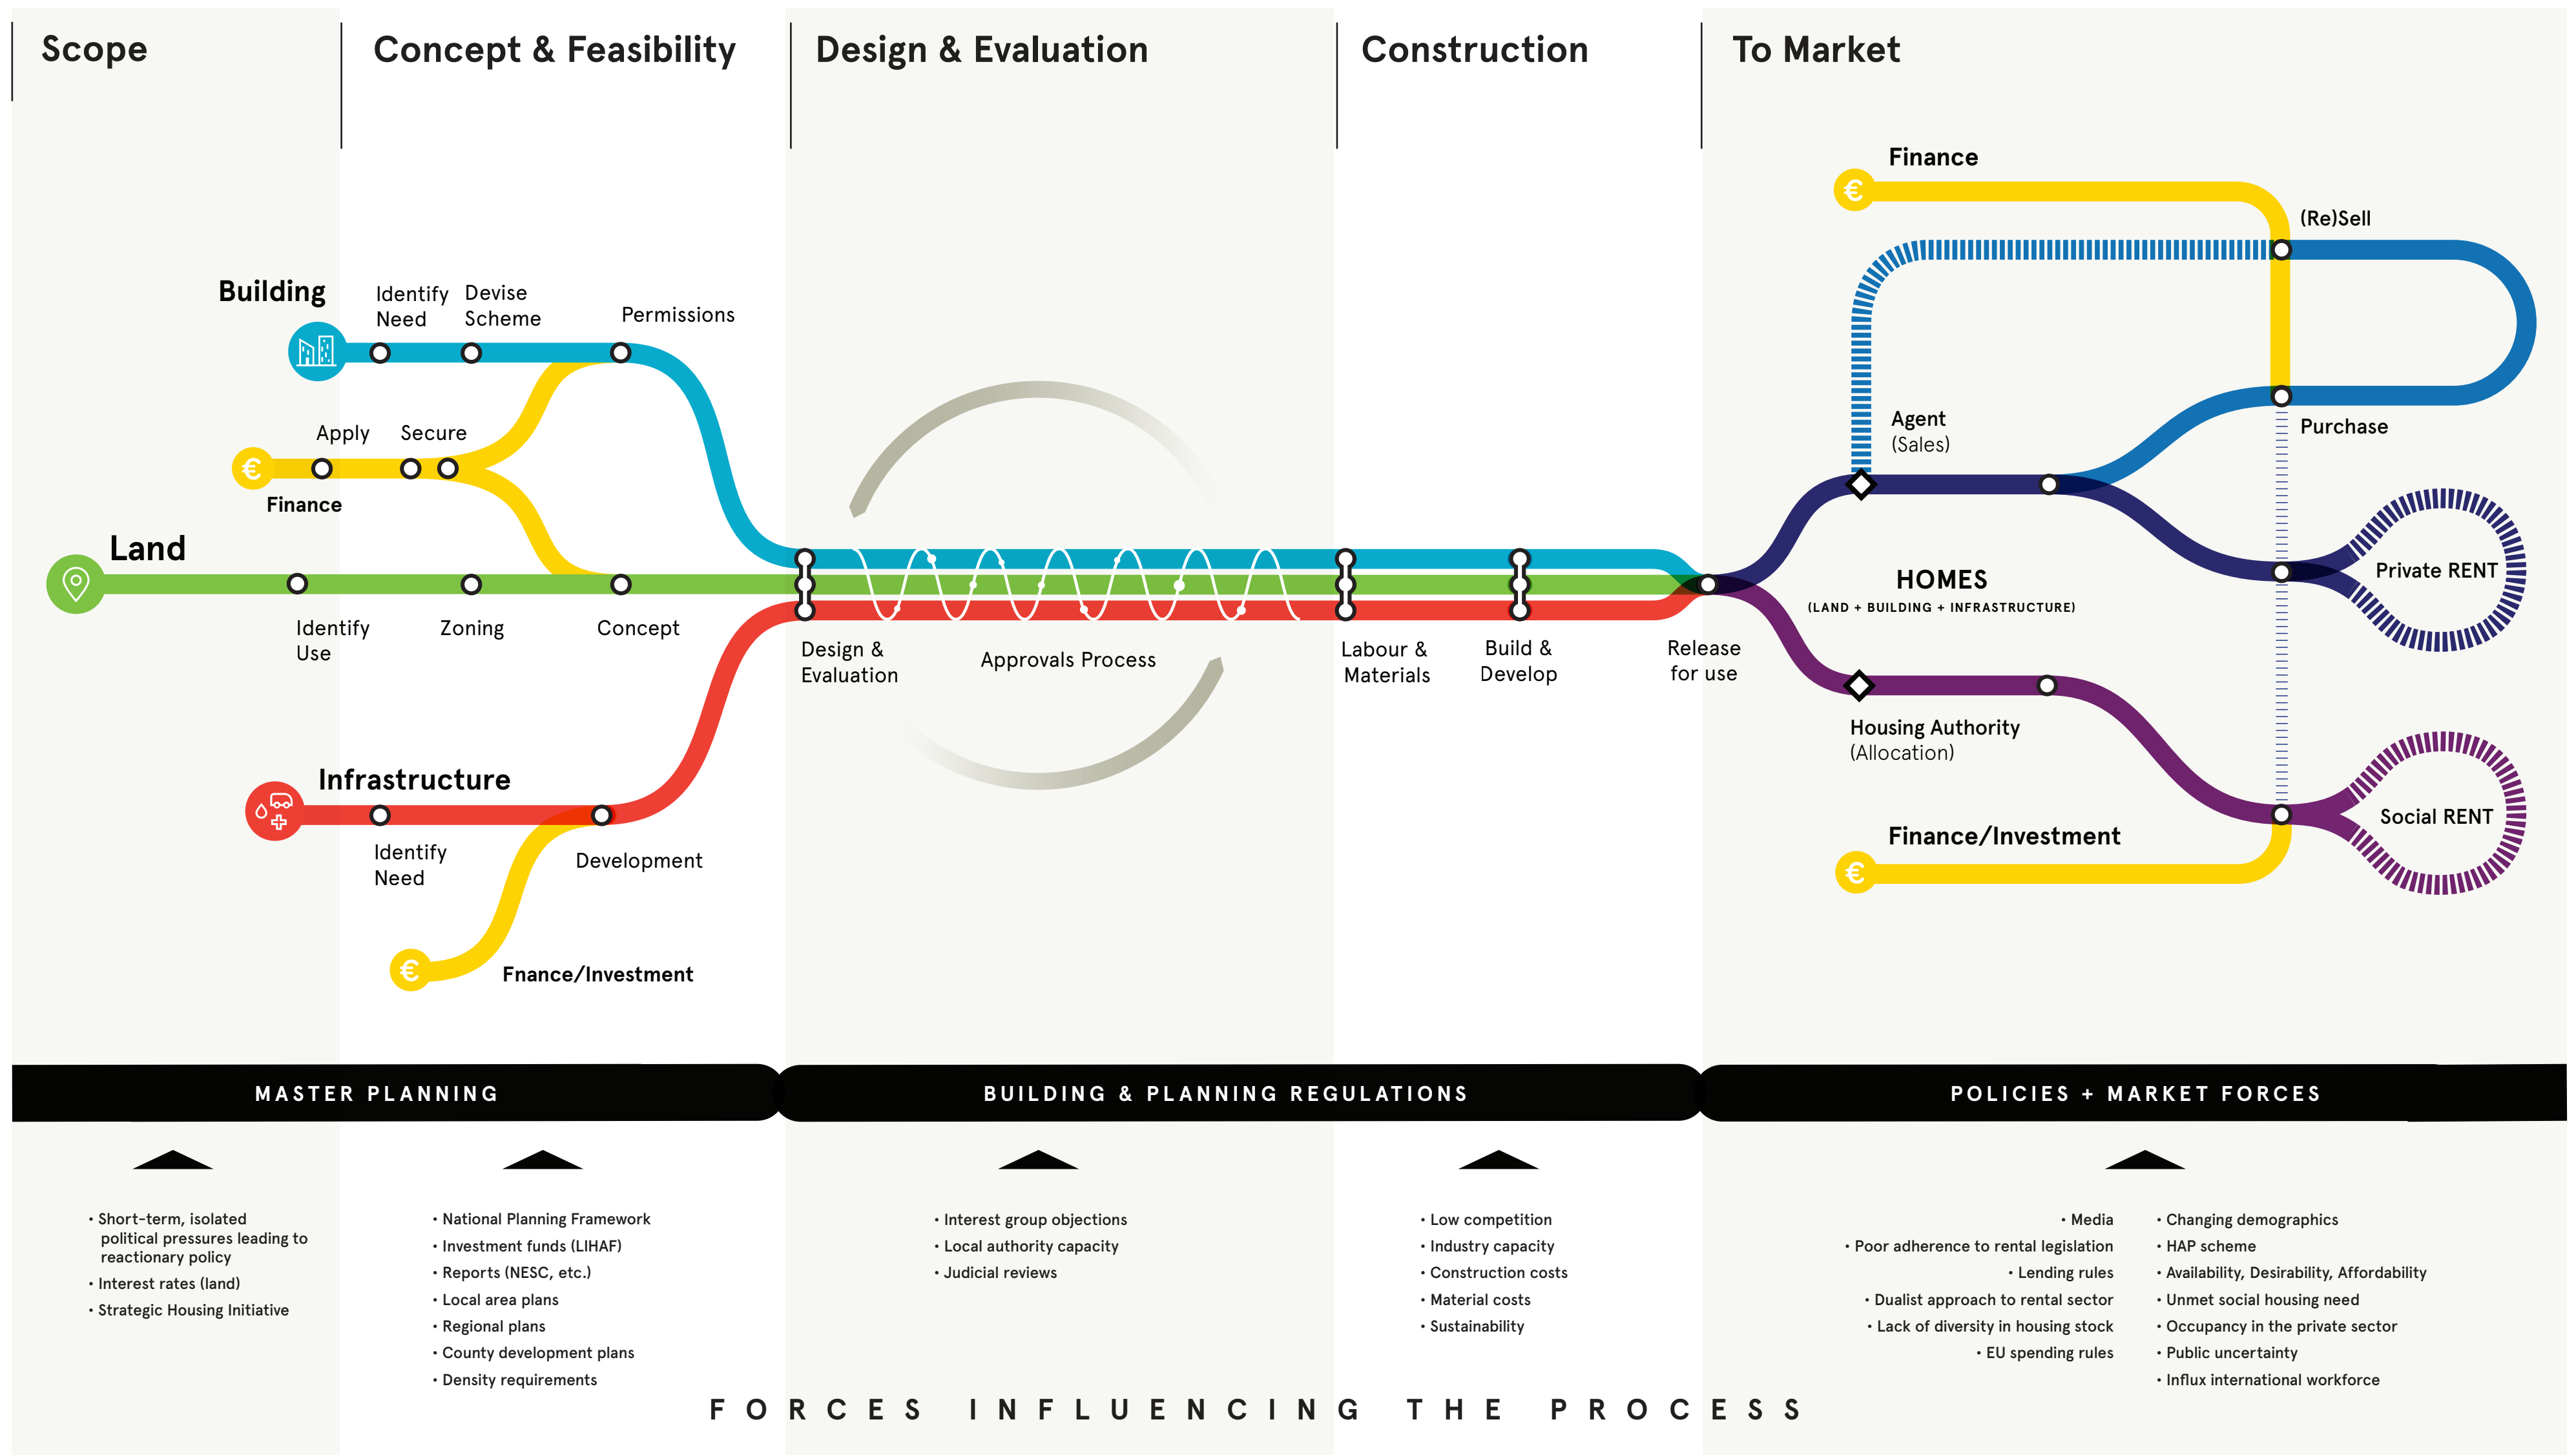 Scope
Concept & Feasibility
Design & Evaluation
Construction
To Market
Building
Identify
Need
Devise
Scheme
Permissions
Apply
Secure
€
Finance
Land
Identify
Use
Zoning
Concept
Infrastructure
Identify
Need
Development
€
Fnance/Investment
Design &
Evaluation
Approvals Process
Labour &
Materials
Build &
Develop
Release
for use
Finance
€
(Re)Sell
Agent
(Sales)
Purchase
HOMES
(LAND + BUILDING + INFRASTRUCTURE)
Private RENT
Housing Authority
(Allocation)
Social RENT
Finance/Investment
€
MASTER PLANNING
BUILDING & PLANNING REGULATIONS
POLICIES + MARKET FORCES
• Short-term, isolated
political pressures leading to
reactionary policy
• Interest rates (land)
• Strategic Housing Initiative
• National Planning Framework
• Investment funds (LIHAF)
• Reports (NESC, etc.)
• Local area plans
• Regional plans
• County development plans
• Density requirements
• Interest group objections
• Local authority capacity
• Judicial reviews
• Low competition
• Industry capacity
• Construction costs
• Material costs
• Sustainability
• Media
• Poor adherence to rental legislation
• Lending rules
• Dualist approach to rental sector
• Lack of diversity in housing stock
• EU spending rules
• Changing demographics
• HAP scheme
• Availability, Desirability, Affordability
• Unmet social housing need
• Occupancy in the private sector
• Public uncertainty
• Influx international workforce
FORCES INFLUENCING THE PROCESS